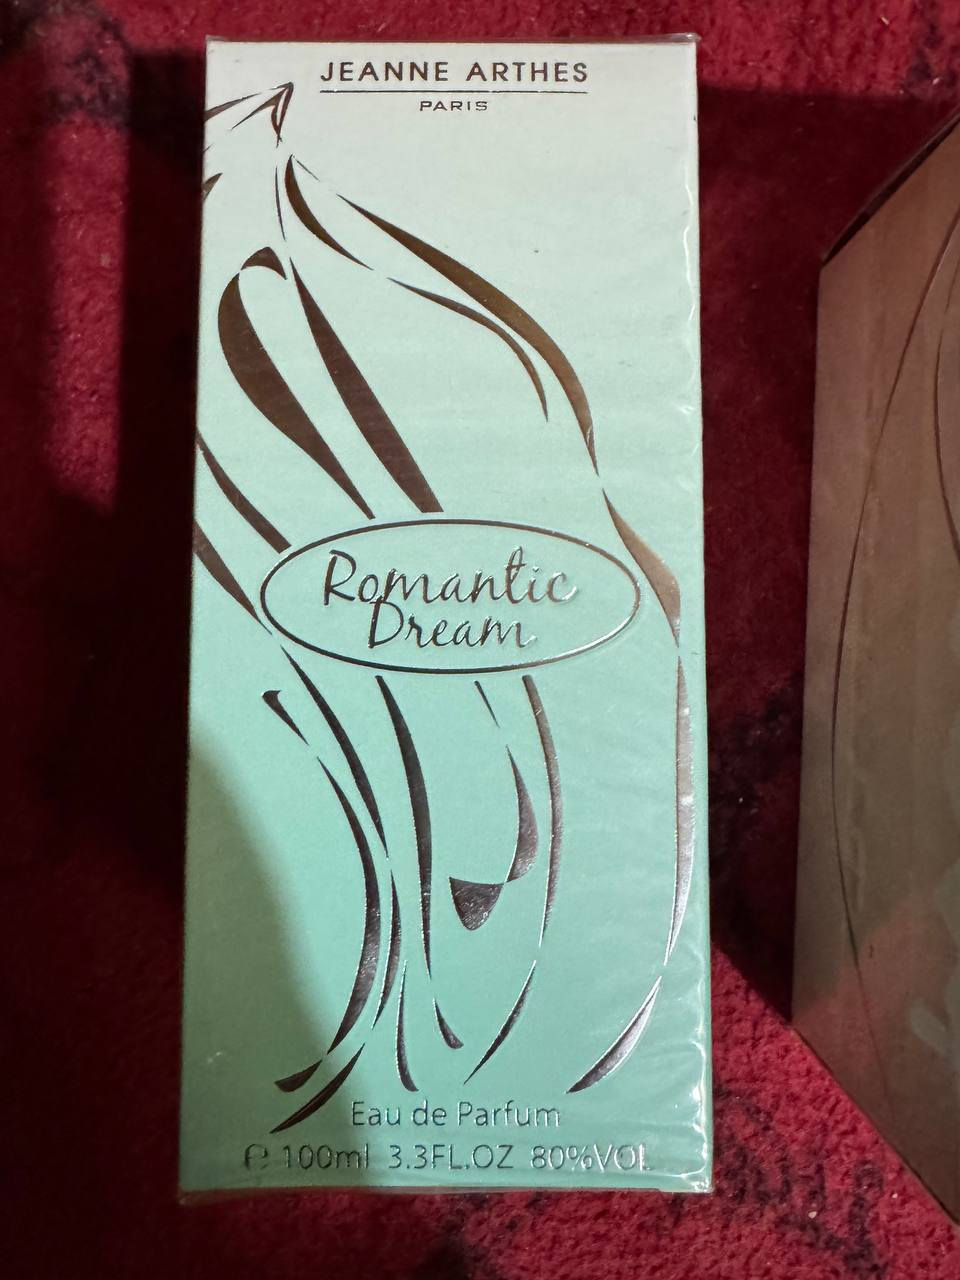 JEANNE ARTHES
PARIS
Romantic
Dream
Eau de Parfum
℮ 100ml 3.3FL.OZ 80%VOL